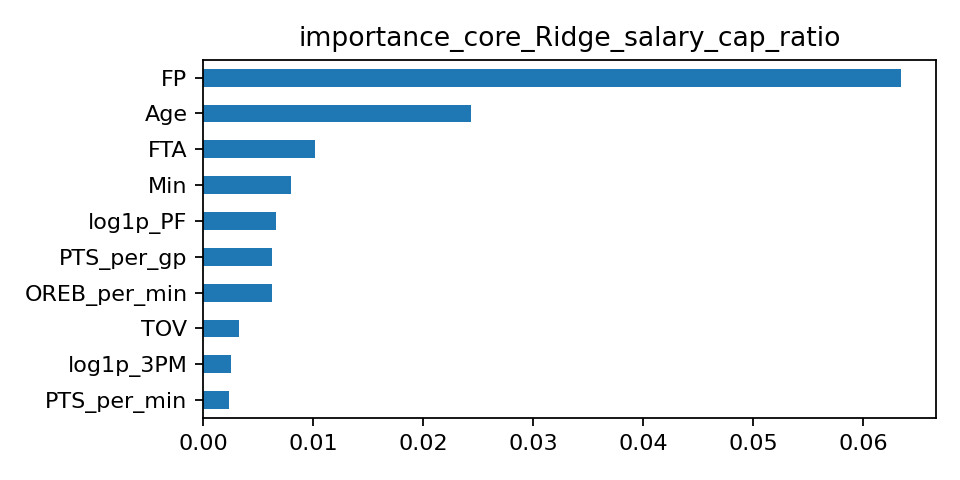 importance_core_Ridge_salary_cap_ratio
FP
Age
FTA
Min
log1p_PF
PTS_per_gp
OREB_per_min
TOV
log1p_3PM
PTS_per_min
0.00 0.01 0.02 0.03 0.04 0.05 0.06